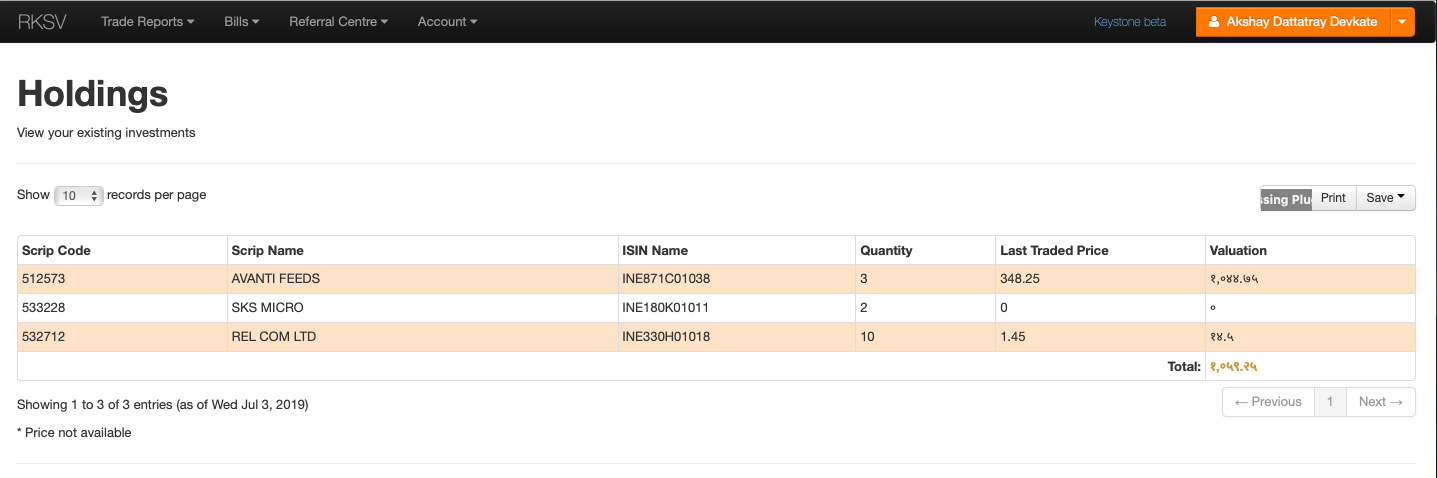 RKSV Trade Reports Bills Referral Centre Account Keystone beta Akshay Dattatray Devkate
Holdings
View your existing investments
Show 10 records per page ssing Plu Print Save
Scrip Code Scrip Name ISIN Name Quantity Last Traded Price Valuation
512573 AVANTI FEEDS INE871C01038 3 348.25 १,०४४.७५
533228 SKS MICRO INE180K01011 2 0 ०
532712 REL COM LTD INE330H01018 10 1.45 १४.५
Total: १,०५९.२५
Showing 1 to 3 of 3 entries (as of Wed Jul 3, 2019) ← Previous 1 Next →
* Price not available